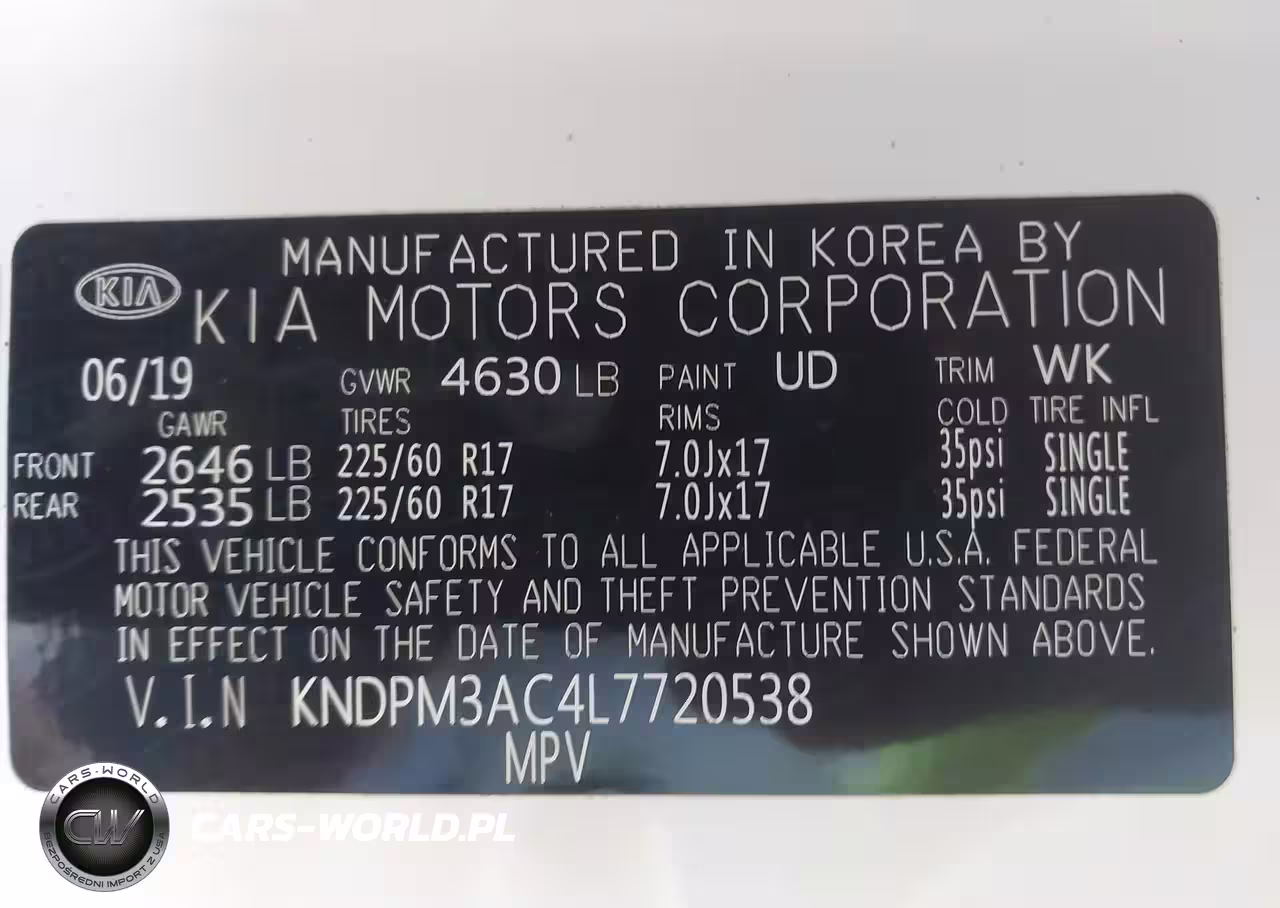 MANUFACTURED IN KOREA BY
KIA KIA MOTORS CORPORATION
06/19 GVWR 4630 LB PAINT UD TRIM WK
GAWR TIRES RIMS COLD TIRE INFL
FRONT 2646 LB 225/60 R17 7.0Jx17 35psi SINGLE
REAR 2535 LB 225/60 R17 7.0Jx17 35psi SINGLE
THIS VEHICLE CONFORMS TO ALL APPLICABLE U.S.A. FEDERAL
MOTOR VEHICLE SAFETY AND THEFT PREVENTION STANDARDS
IN EFFECT ON THE DATE OF MANUFACTURE SHOWN ABOVE.
V.I.N KNDPM3AC4L7720538
MPV
CARS-WORLD
CW
BEZPOŚREDNI IMPORT Z USA
CARS-WORLD.PL